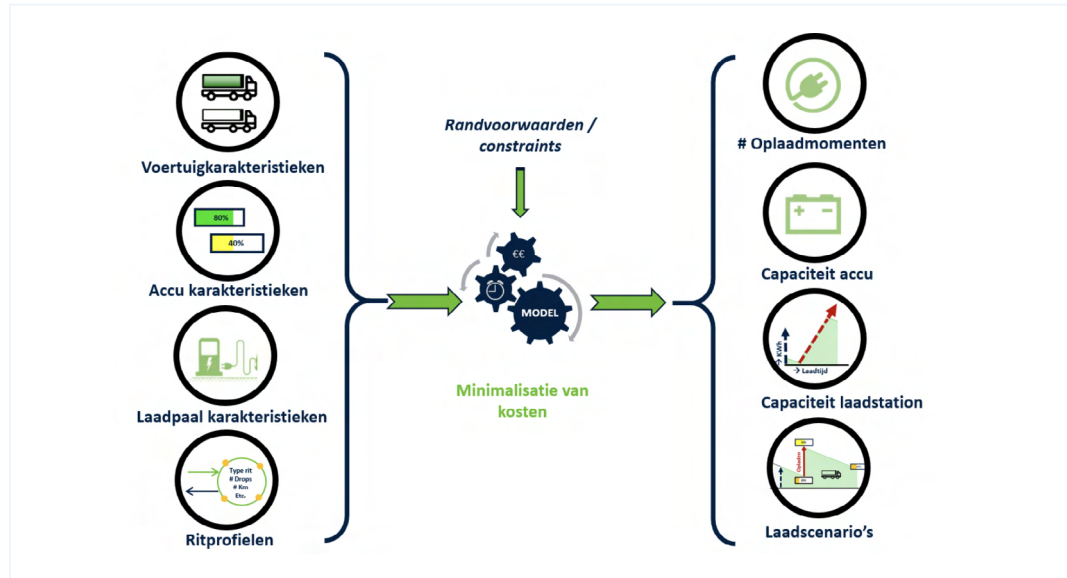 Voertuigkarakteristieken
80%
40%
Accu karakteristieken
Laadpaal karakteristieken
Type rit
# Drops
# Km
Etc.
Ritprofielen
Randvoorwaarden /
constraints
€€
MODEL
Minimalisatie van
kosten
# Oplaadmomenten
+ -
Capaciteit accu
→ KWh
→ Laadtijd
Capaciteit laadstation
Opladen
Laadscenario's